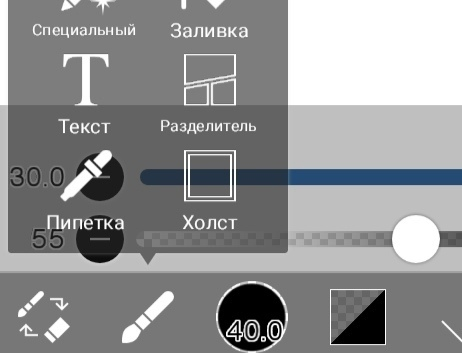 Специальный Заливка
T
Текст Разделитель
30.0
Пипетка Холст
55
40.0